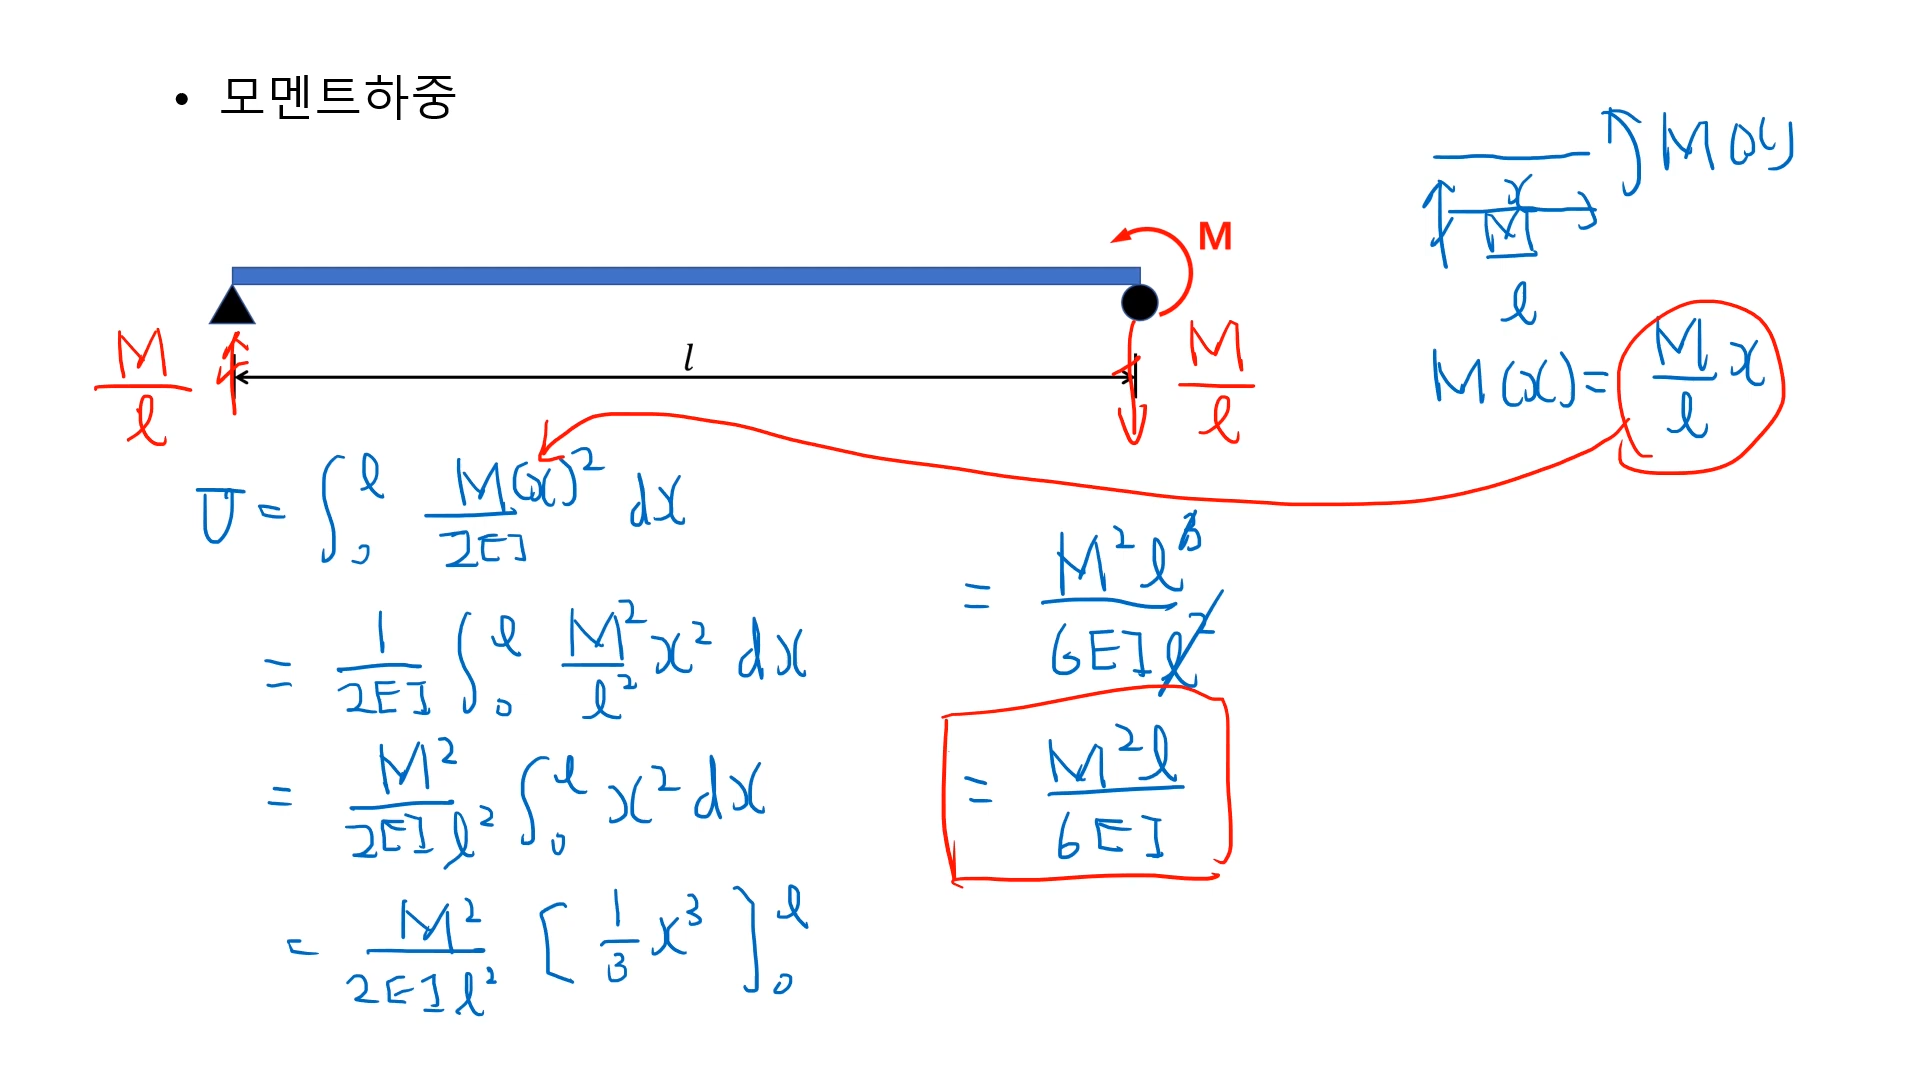 • 모멘트하중
M(x)
x
M/l
M
M/l
l
M/l
M(x) = M/l x
U = ∫₀ˡ M(x)²/2EI dx
= 1/2EI ∫₀ˡ M²/l² x² dx
= M²/2EIl² ∫₀ˡ x² dx
= M²/2EIl² [1/3 x³]₀ˡ
= M²l³/6EIl²
= M²l/6EI